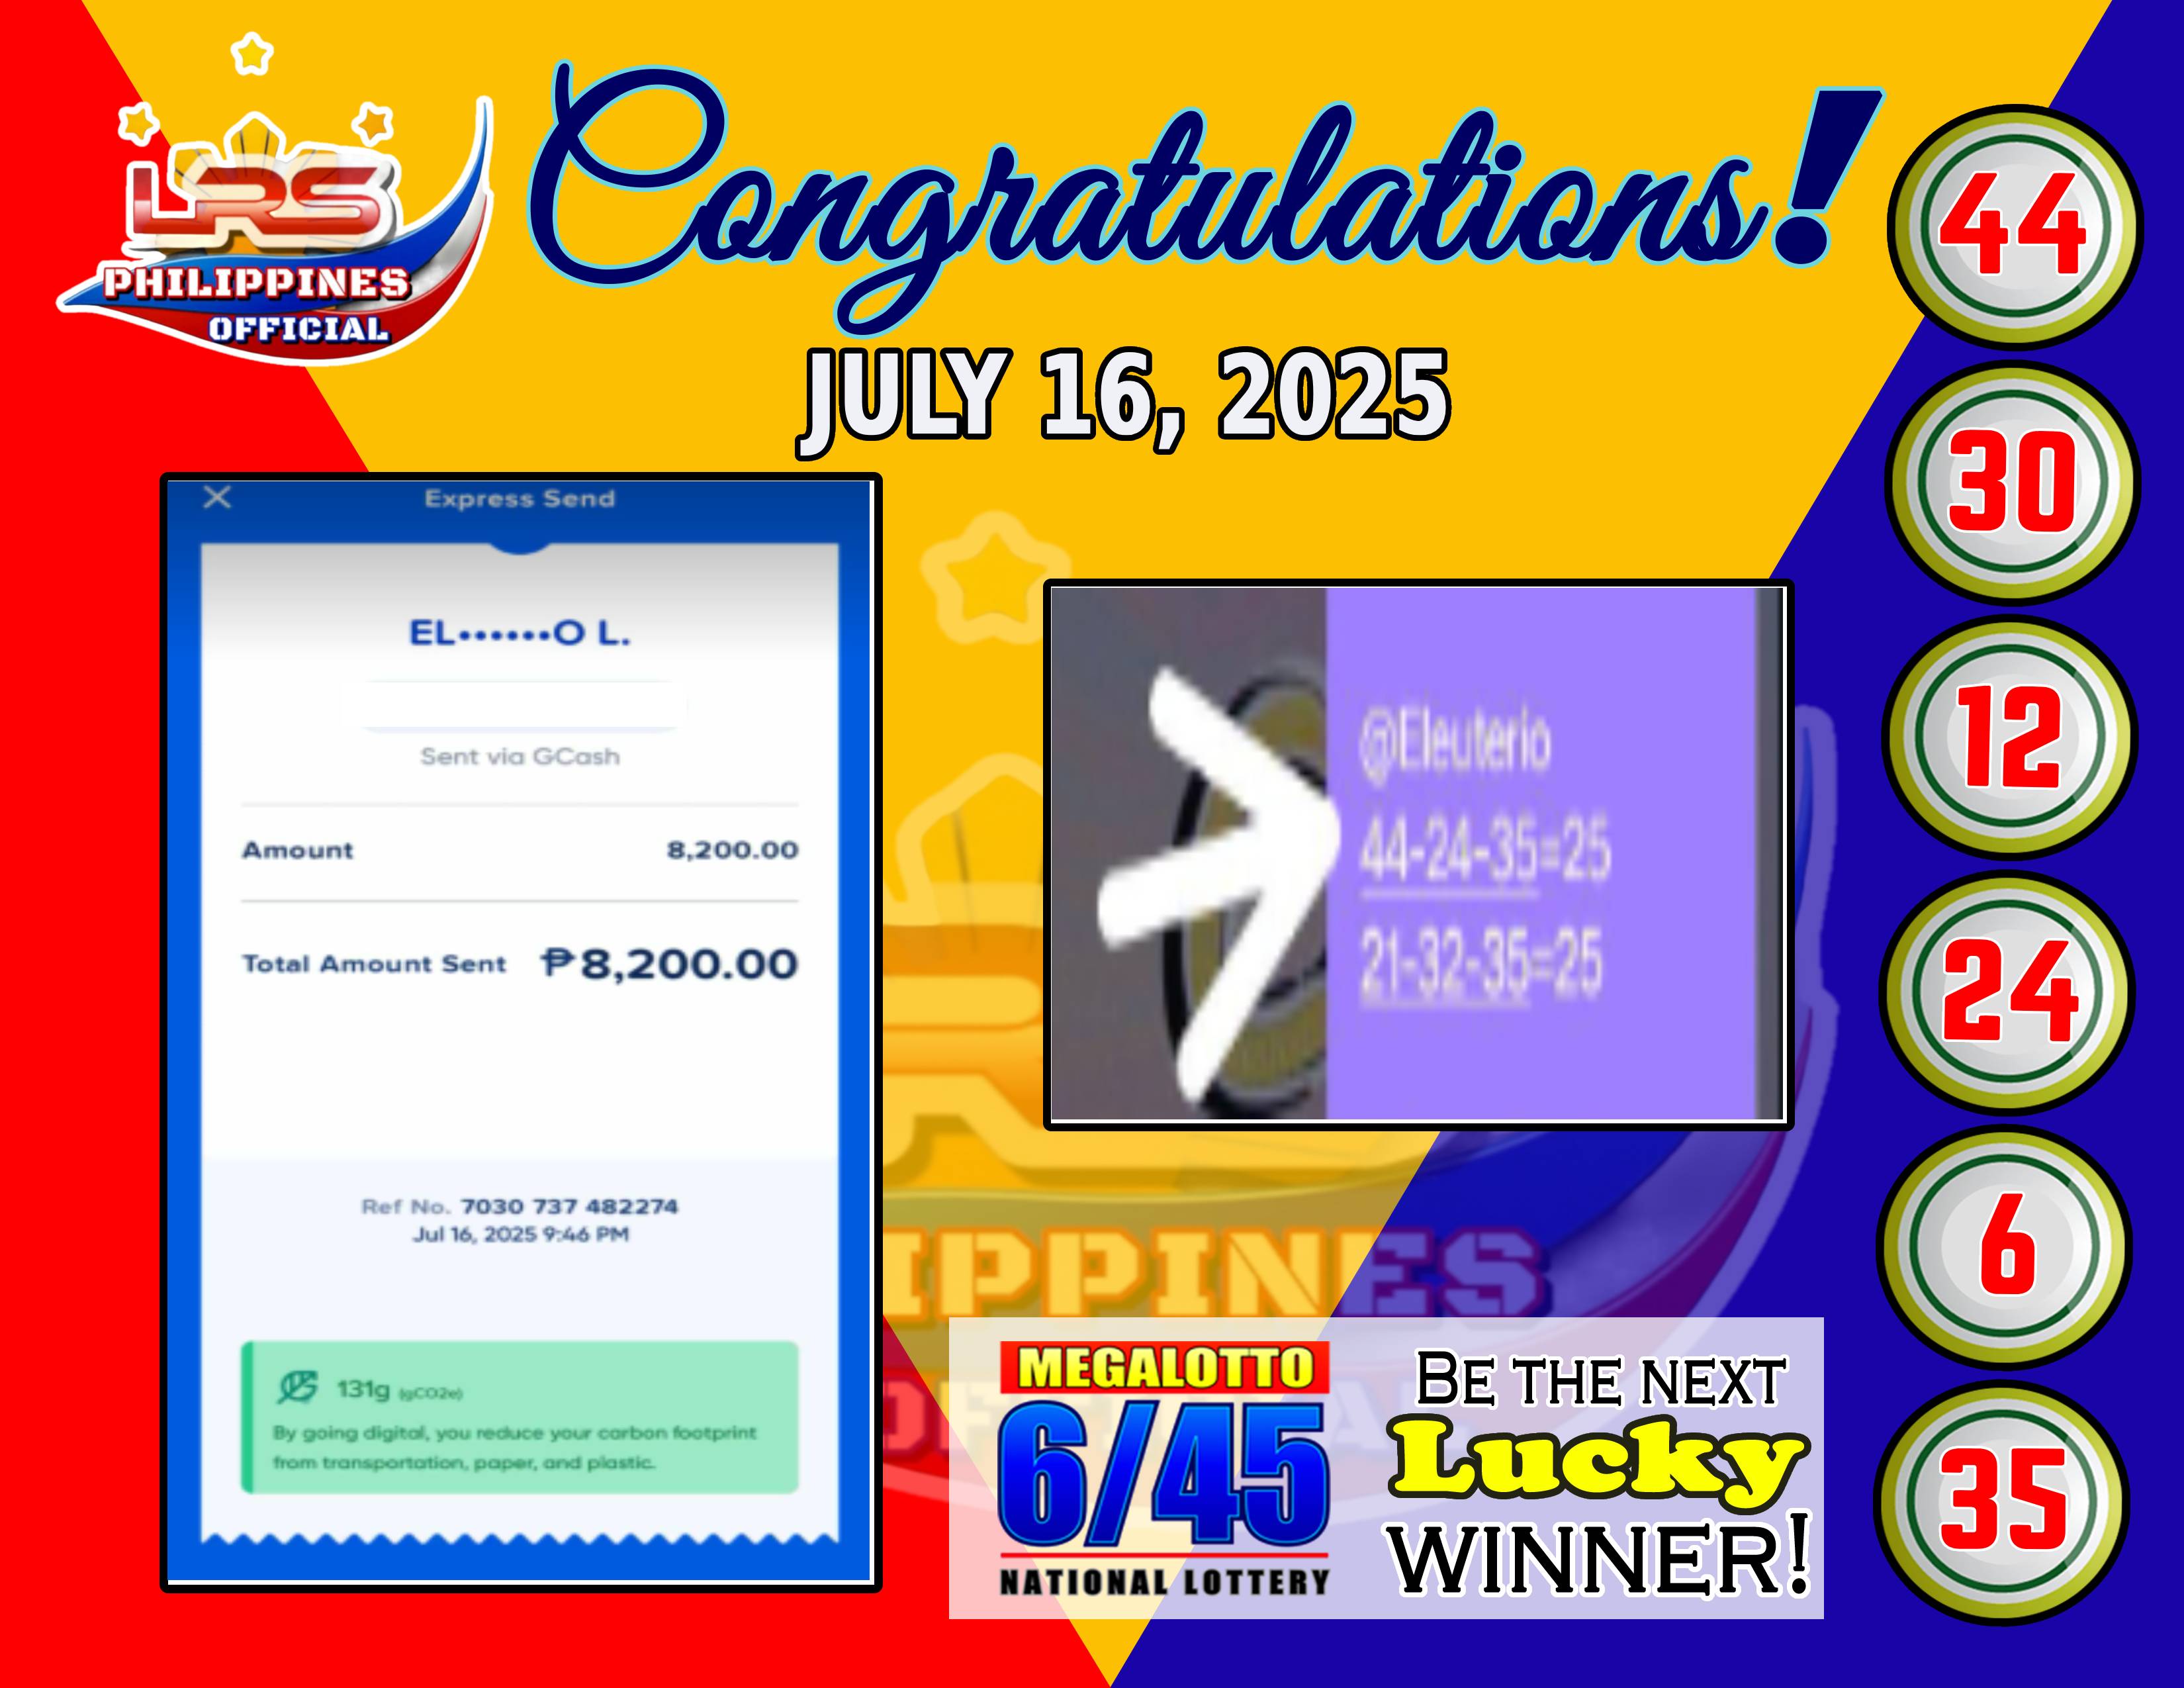 LRS
PHILIPPINES
OFFICIAL
Congratulations!
JULY 16, 2025
Express Send
EL•••••••O L.
Sent via GCash
Amount 8,200.00
Total Amount Sent ₱8,200.00
Ref No. 7030 737 482274
Jul 16, 2025 9:46 PM
131g (gCO2e)
By going digital, you reduce your carbon footprint
from transportation, paper, and plastic.
@Eleuterio
44-24-35=25
21-32-35=25
IPPINES
MEGALOTTO
6/45
NATIONAL LOTTERY
BE THE NEXT
Lucky
WINNER!
44
30
12
24
6
35